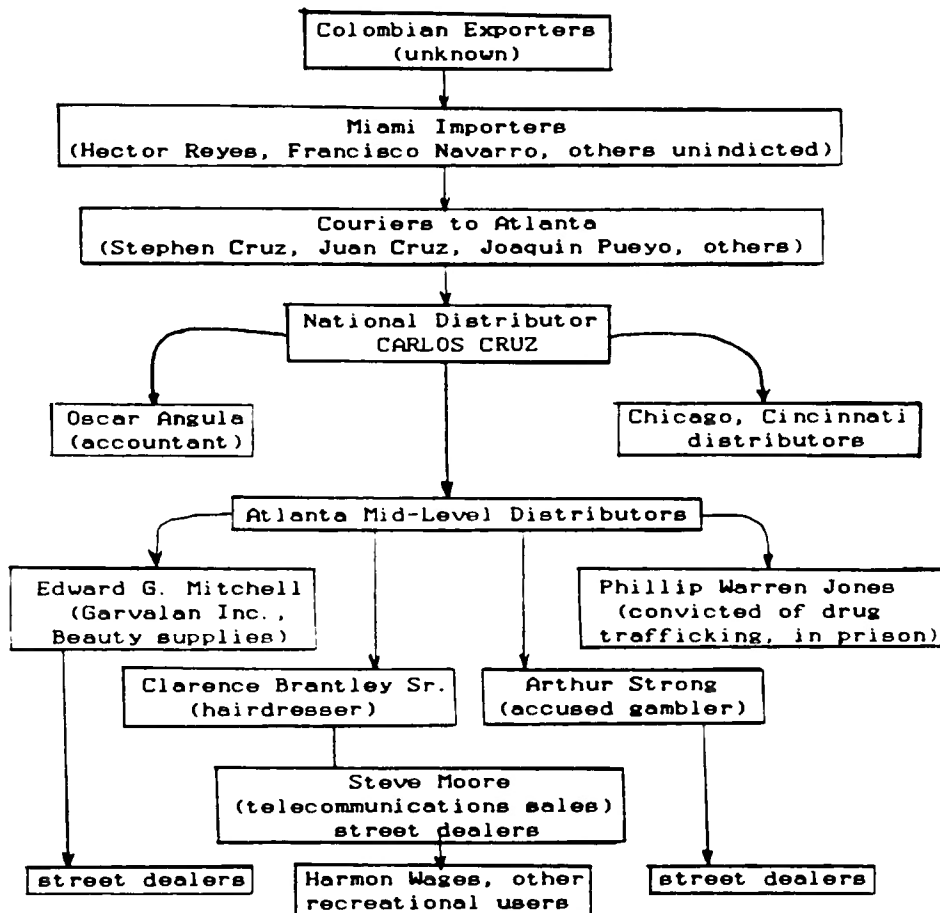 Colombian Exporters
(unknown)
Miami Importers
(Hector Reyes, Francisco Navarro, others unindicted)
Couriers to Atlanta
(Stephen Cruz, Juan Cruz, Joaquin Pueyo, others)
National Distributor
CARLOS CRUZ
Oscar Angula
(accountant)
Chicago, Cincinnati
distributors
Atlanta Mid-Level Distributors
Edward G. Mitchell
(Garvalan Inc.,
Beauty supplies)
Phillip Warren Jones
(convicted of drug
trafficking, in prison)
Clarence Brantley Sr.
(hairdresser)
Arthur Strong
(accused gambler)
Steve Moore
(telecommunications sales)
street dealers
street dealers
Harmon Wages, other
recreational users
street dealers